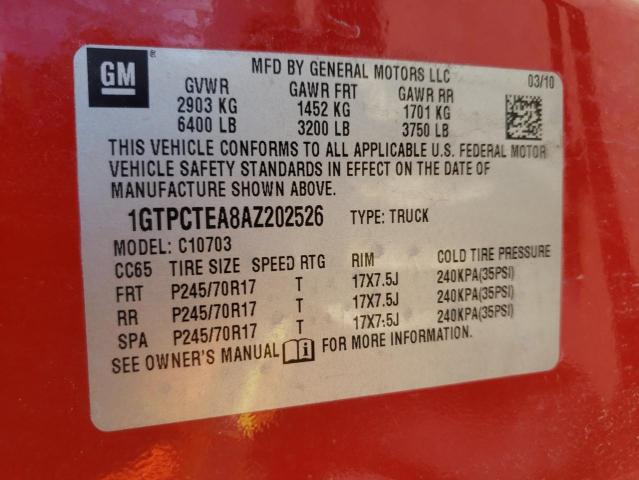 GM ®
MFD BY GENERAL MOTORS LLC 03/10
GVWR GAWR FRT GAWR RR
2903 KG 1452 KG 1701 KG
6400 LB 3200 LB 3750 LB
THIS VEHICLE CONFORMS TO ALL APPLICABLE U.S. FEDERAL MOTOR
VEHICLE SAFETY STANDARDS IN EFFECT ON THE DATE OF
MANUFACTURE SHOWN ABOVE.
1GTPCTEA8AZ202526 TYPE: TRUCK
MODEL: C10703
CC65 TIRE SIZE SPEED RTG RIM COLD TIRE PRESSURE
FRT P245/70R17 T 17X7.5J 240KPA(35PSI)
RR P245/70R17 T 17X7.5J 240KPA(35PSI)
SPA P245/70R17 T 17X7.5J 240KPA(35PSI)
SEE OWNER'S MANUAL i FOR MORE INFORMATION.